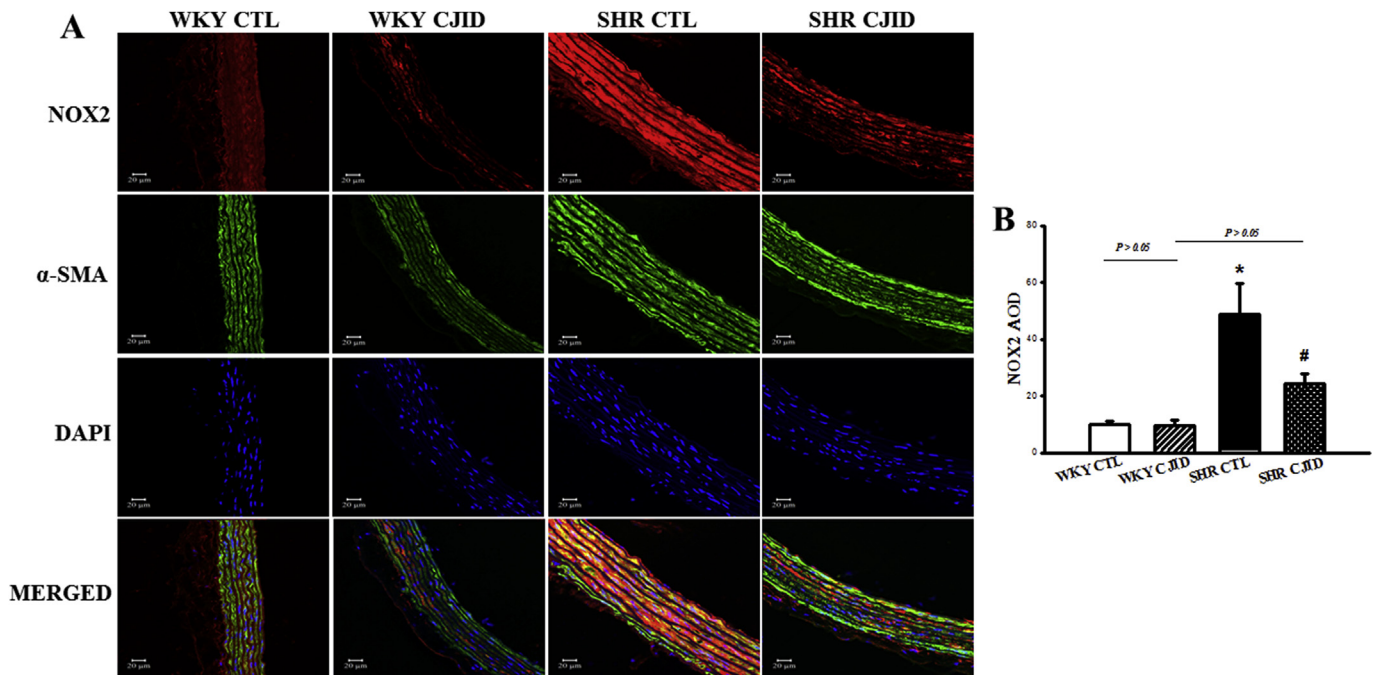 A
WKY CTL WKY CJID SHR CTL SHR CJID
NOX2
20 μm 20 μm 20 μm 20 μm
α-SMA
20 μm 20 μm 20 μm 20 μm
DAPI
20 μm 20 μm 20 μm 20 μm
MERGED
20 μm 20 μm 20 μm 20 μm
B
NOX2 AOD
80
60
40
20
0
P > 0.05
P > 0.05
*
#
WKY CTL WKY CJID SHR CTL SHR CJID